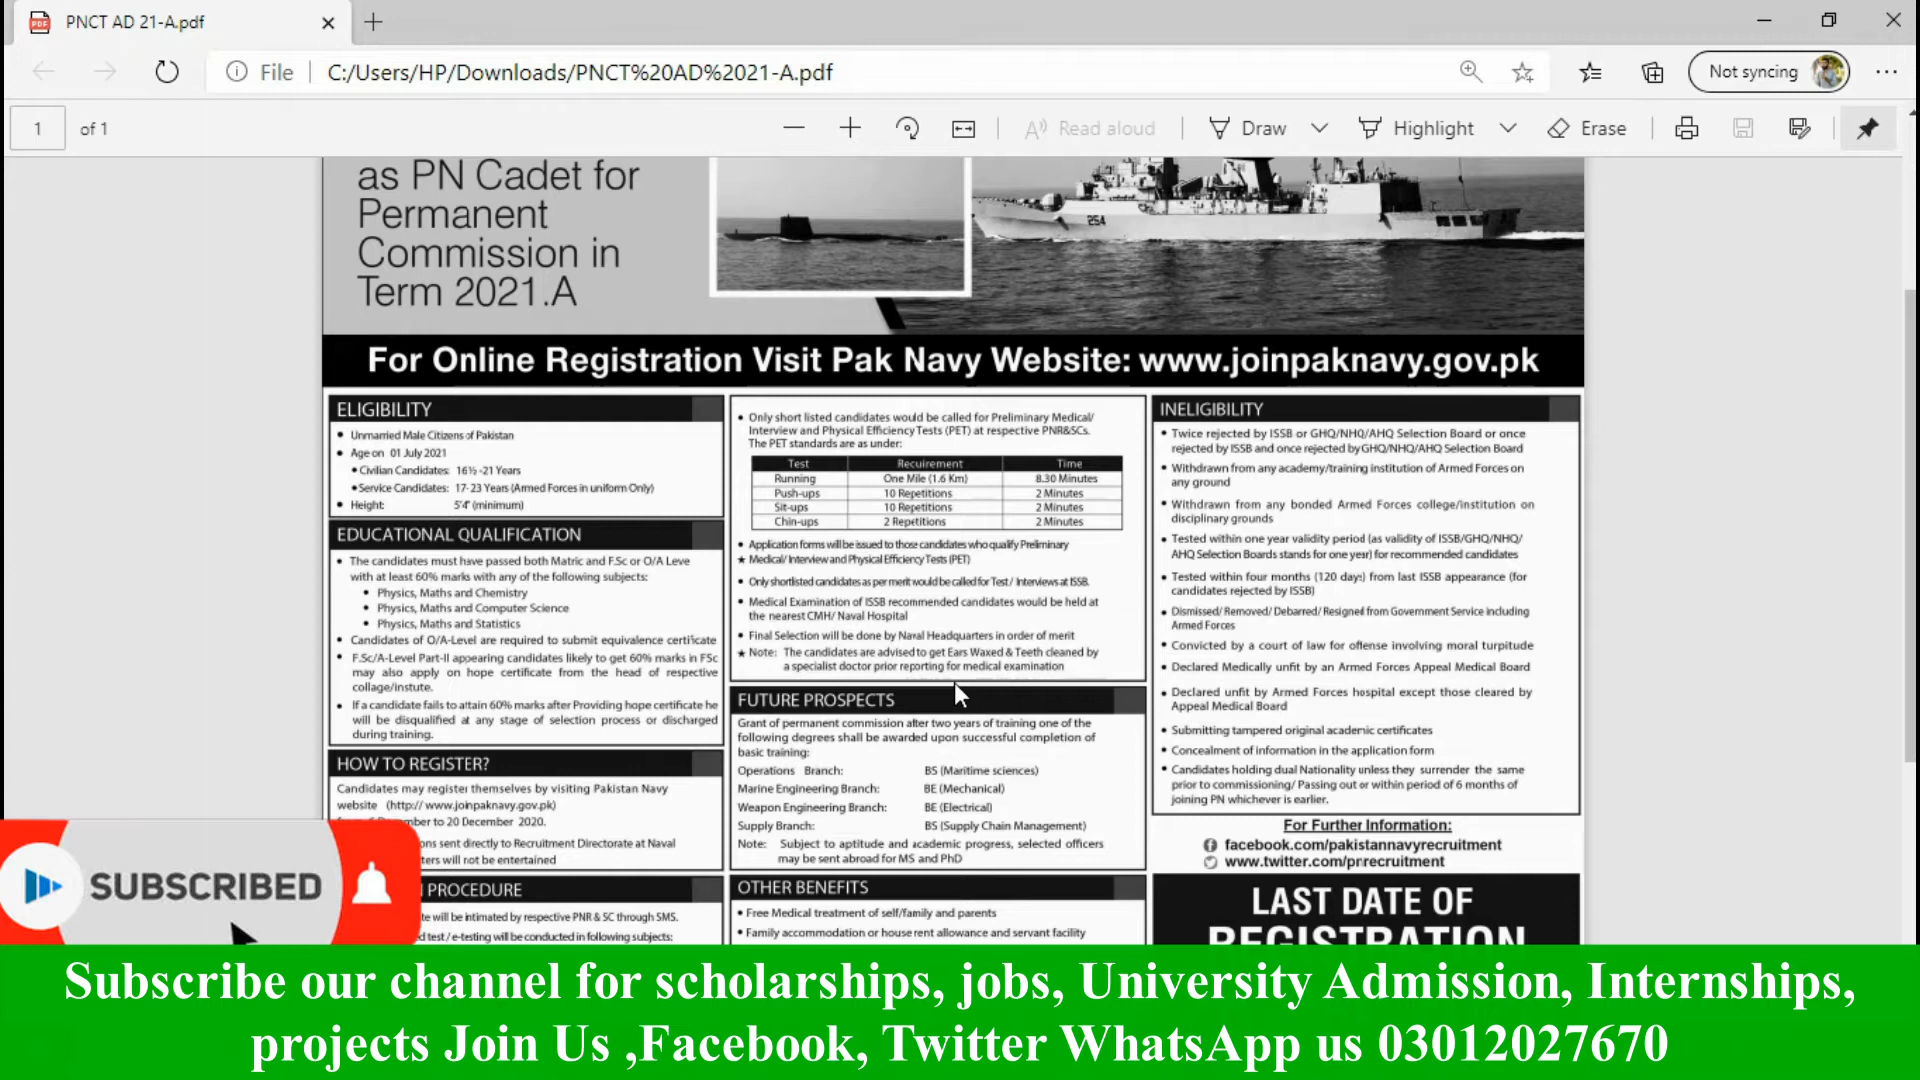 PNCT AD 21-A.pdf
File
C:/Users/HP/Downloads/PNCT%20AD%2021-A.pdf
Not syncing
1 of 1
Read aloud
Draw
Highlight
Erase
as PN Cadet for
Permanent
Commission in
Term 2021.A
254
For Online Registration Visit Pak Navy Website: www.joinpaknavy.gov.pk
ELIGIBILITY
• Unmarried Male Citizens of Pakistan
• Age on 01 July 2021
• Civilian Candidates: 16½ -21 Years
• Service Candidates: 17- 23 Years (Armed Forces in uniform Only)
• Height: 5'4" (minimum)
EDUCATIONAL QUALIFICATION
• The candidates must have passed both Matric and F.Sc or O/A Leve
with at least 60% marks with any of the following subjects:
• Physics, Maths and Chemistry
• Physics, Maths and Computer Science
• Physics, Maths and Statistics
• Candidates of O/A-Level are required to submit equivalence certificate
• F.Sc/A-Level Part-II appearing candidates likely to get 60% marks in FSc
may also apply on hope certificate from the head of respective
collage/instute.
• If a candidate fails to attain 60% marks after Providing hope certificate he
will be disqualified at any stage of selection process or discharged
during training.
HOW TO REGISTER?
Candidates may register themselves by visiting Pakistan Navy
website (http:// www.joinpaknavy.gov.pk)
to 20 December 2020.
sent directly to Recruitment Directorate at Naval
will not be entertained
PROCEDURE
will be intimated by respective PNR & SC through SMS.
test / e-testing will be conducted in following subjects:
• Only short listed candidates would be called for Preliminary Medical/
Interview and Physical Efficiency Tests (PET) at respective PNR&SCs.
The PET standards are as under:
Test Recuirement Time
Running One Mile (1.6 Km) 8.30 Minutes
Push-ups 10 Repetitions 2 Minutes
Sit-ups 10 Repetitions 2 Minutes
Chin-ups 2 Repetitions 2 Minutes
• Application forms will be issued to those candidates who qualify Preliminary
★ Medical/ Interview and Physical Efficiency Tests (PET)
• Only shortlisted candidates as per merit would be called for Test / Interviews at ISSB.
• Medical Examination of ISSB recommended candidates would be held at
the nearest CMH/ Naval Hospital
• Final Selection will be done by Naval Headquarters in order of merit
★ Note: The candidates are advised to get Ears Waxed & Teeth cleaned by
a specialist doctor prior reporting for medical examination
FUTURE PROSPECTS
Grant of permanent commission after two years of training one of the
following degrees shall be awarded upon successful completion of
basic training:
Operations Branch: BS (Maritime sciences)
Marine Engineering Branch: BE (Mechanical)
Weapon Engineering Branch: BE (Electrical)
Supply Branch: BS (Supply Chain Management)
Note: Subject to aptitude and academic progress, selected officers
may be sent abroad for MS and PhD
OTHER BENEFITS
• Free Medical treatment of self/family and parents
• Family accommodation or house rent allowance and servant facility
INELIGIBILITY
• Twice rejected by ISSB or GHQ/NHQ/AHQ Selection Board or once
rejected by ISSB and once rejected by GHQ/NHQ/AHQ Selection Board
• Withdrawn from any academy/training institution of Armed Forces on
any ground
• Withdrawn from any bonded Armed Forces college/institution on
disciplinary grounds
• Tested within one year validity period (as validity of ISSB/GHQ/NHQ/
AHQ Selection Boards stands for one year) for recommended candidates
• Tested within four months (120 days) from last ISSB appearance (for
candidates rejected by ISSB)
• Dismissed/ Removed/ Debarred/ Resigned from Government Service including
Armed Forces
• Convicted by a court of law for offense involving moral turpitude
• Declared Medically unfit by an Armed Forces Appeal Medical Board
• Declared unfit by Armed Forces hospital except those cleared by
Appeal Medical Board
• Submitting tampered original academic certificates
• Concealment of information in the application form
• Candidates holding dual Nationality unless they surrender the same
prior to commissioning/ Passing out or within period of 6 months of
joining PN whichever is earlier.
For Further Information:
facebook.com/pakistannavyrecruitment
www.twitter.com/pnrecruitment
LAST DATE OF
REGISTRATION
SUBSCRIBED
Subscribe our channel for scholarships, jobs, University Admission, Internships,
projects Join Us ,Facebook, Twitter WhatsApp us 03012027670